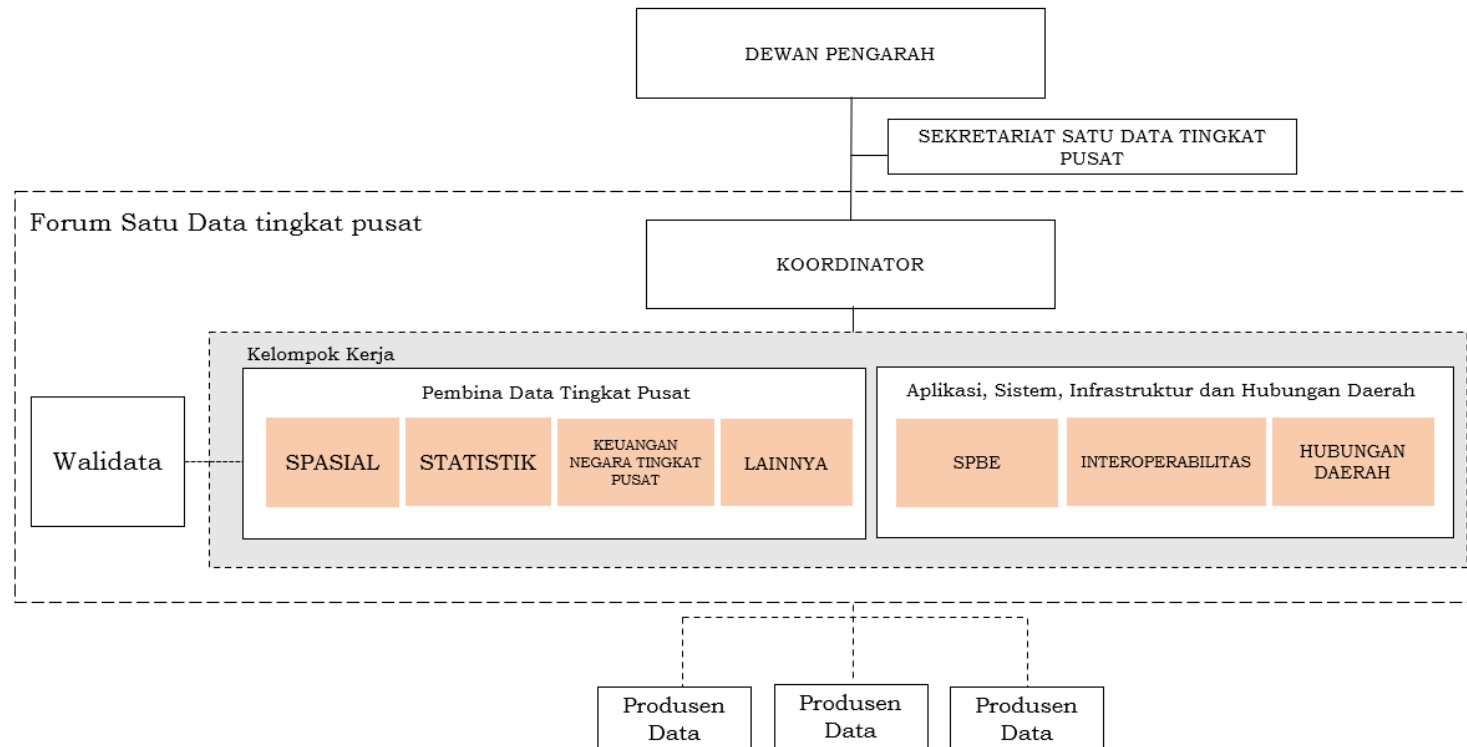 DEWAN PENGARAH
SEKRETARIAT SATU DATA TINGKAT
PUSAT
Forum Satu Data tingkat pusat
KOORDINATOR
Kelompok Kerja
Pembina Data Tingkat Pusat
Aplikasi, Sistem, Infrastruktur dan Hubungan Daerah
Walidata
SPASIAL
STATISTIK
KEUANGAN
NEGARA TINGKAT
PUSAT
LAINNYA
SPBE
INTEROPERABILITAS
HUBUNGAN
DAERAH
Produsen
Data
Produsen
Data
Produsen
Data